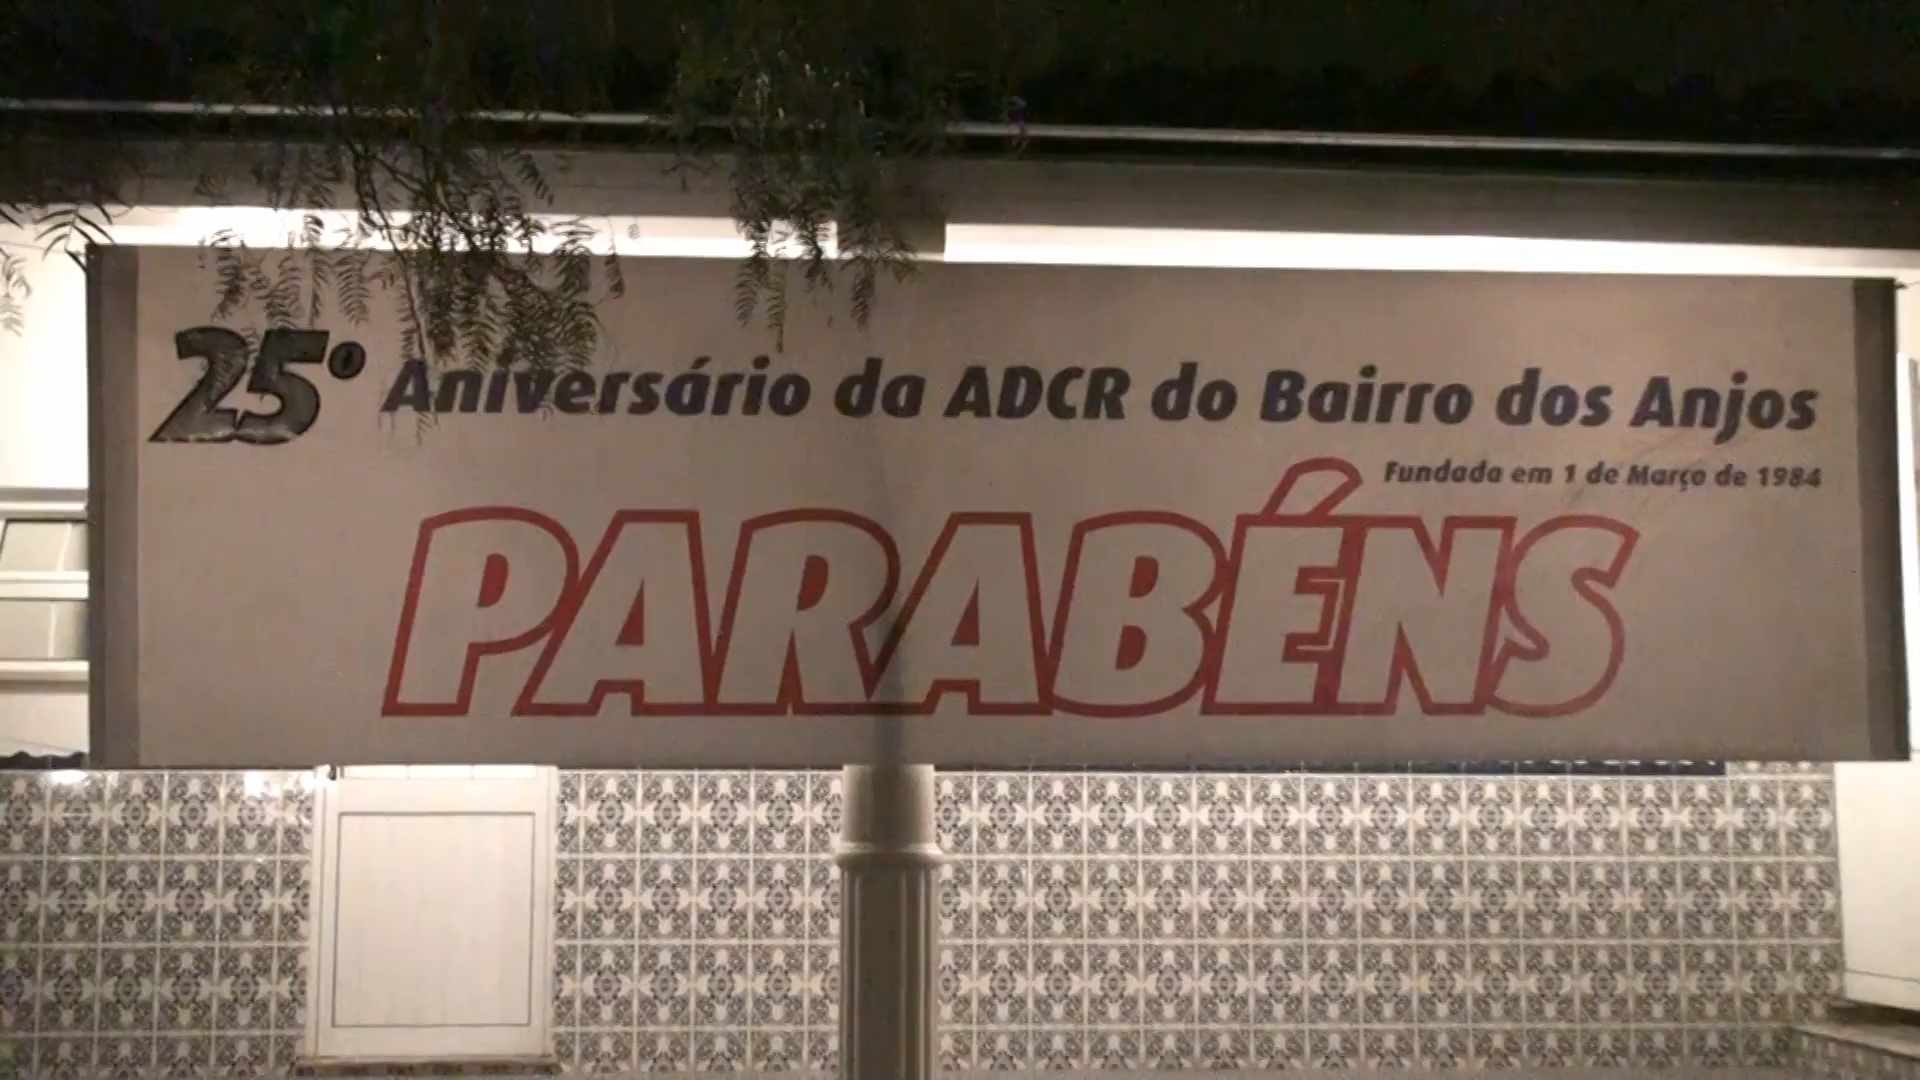 25º Aniversário da ADCR do Bairro dos Anjos
Fundada em 1 de Março de 1984
PARABÉNS